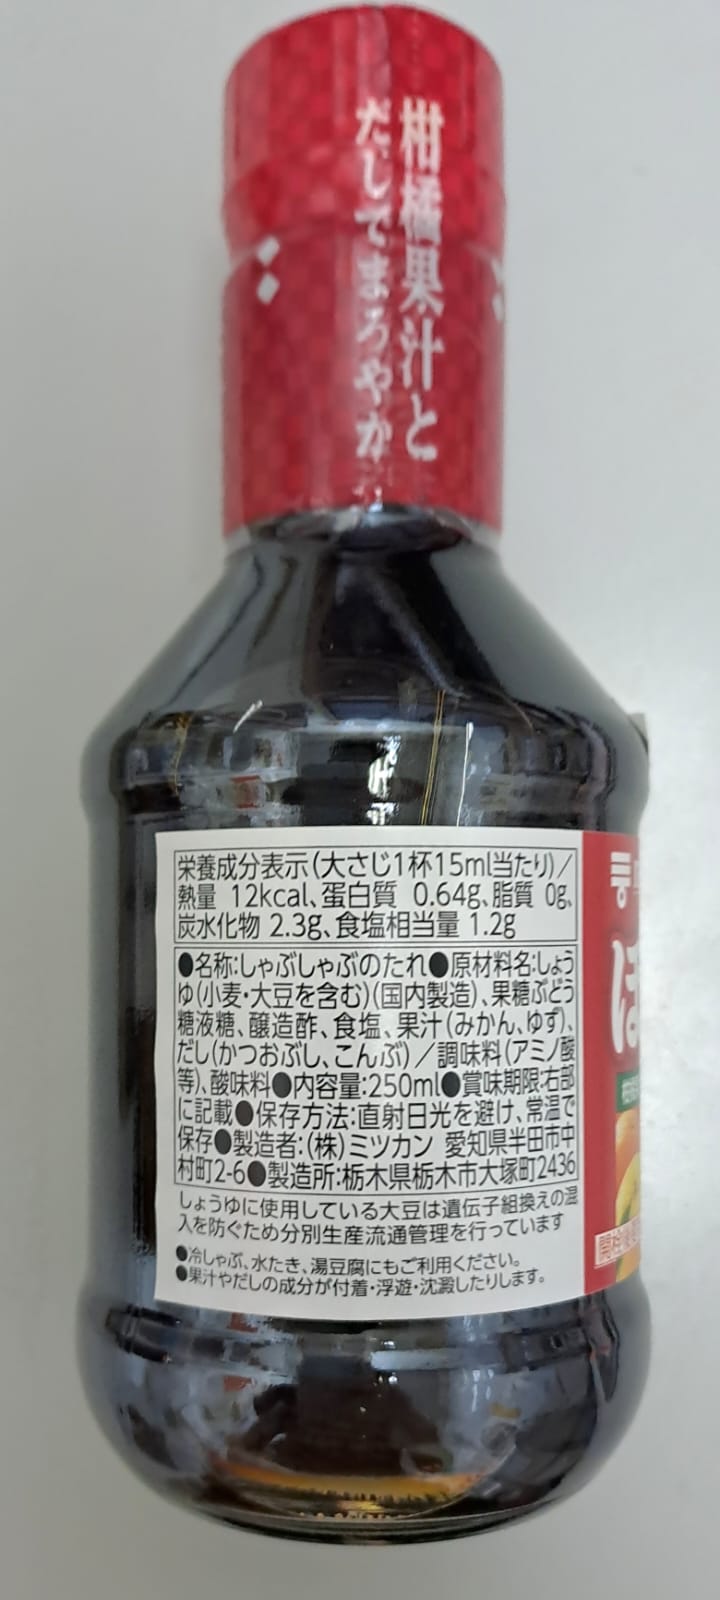 柑橘果汁と
だしでまろやか
栄養成分表示(大さじ1杯15ml当たり)/
熱量 12kcal、蛋白質 0.64g、脂質 0g、
炭水化物 2.3g、食塩相当量 1.2g
●名称:しゃぶしゃぶのたれ●原材料名:しょう
ゆ(小麦・大豆を含む)(国内製造)、果糖ぶどう
糖液糖、醸造酢、食塩、果汁(みかん、ゆず)、
だし(かつおぶし、こんぶ)/調味料(アミノ酸
等)、酸味料●内容量:250ml●賞味期限:右部
に記載●保存方法:直射日光を避け、常温で
保存●製造者:(株)ミツカン 愛知県半田市中
村町2-6●製造所:栃木県栃木市大塚町2436
しょうゆに使用している大豆は遺伝子組換えの混
入を防ぐため分別生産流通管理を行っています
●冷しゃぶ、水たき、湯豆腐にもご利用ください。
●果汁やだしの成分が付着・浮遊・沈澱したりします。
ぽ